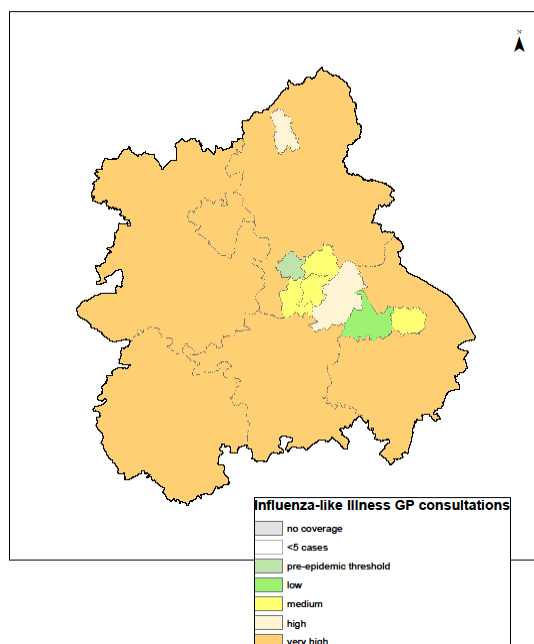 N
Influenza-like Illness GP consultations
no coverage
<5 cases
pre-epidemic threshold
low
medium
high
very high